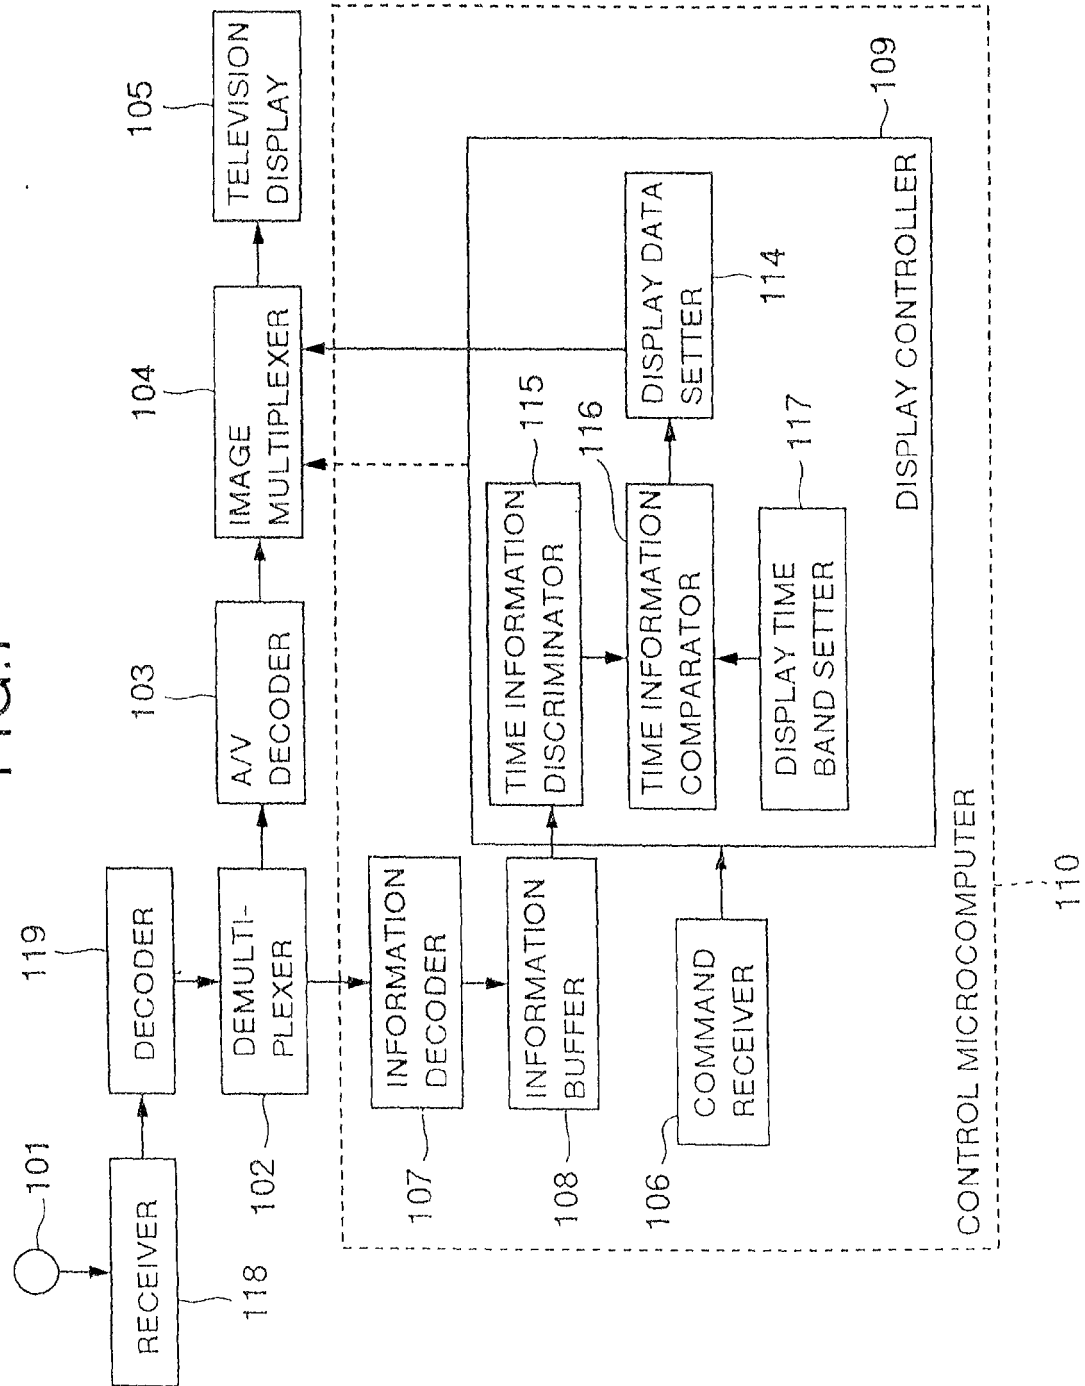 101
RECEIVER
118
119
DECODER
DEMULTI-
PLEXER
102
103
A/V
DECODER
104
IMAGE
MULTIPLEXER
105
TELEVISION
DISPLAY
INFORMATION
DECODER
107
INFORMATION
BUFFER
108
TIME INFORMATION
DISCRIMINATOR
115
116
TIME INFORMATION
COMPARATOR
DISPLAY DATA
SETTER
114
COMMAND
RECEIVER
106
DISPLAY TIME
BAND SETTER
117
DISPLAY CONTROLLER
109
CONTROL MICROCOMPUTER
110